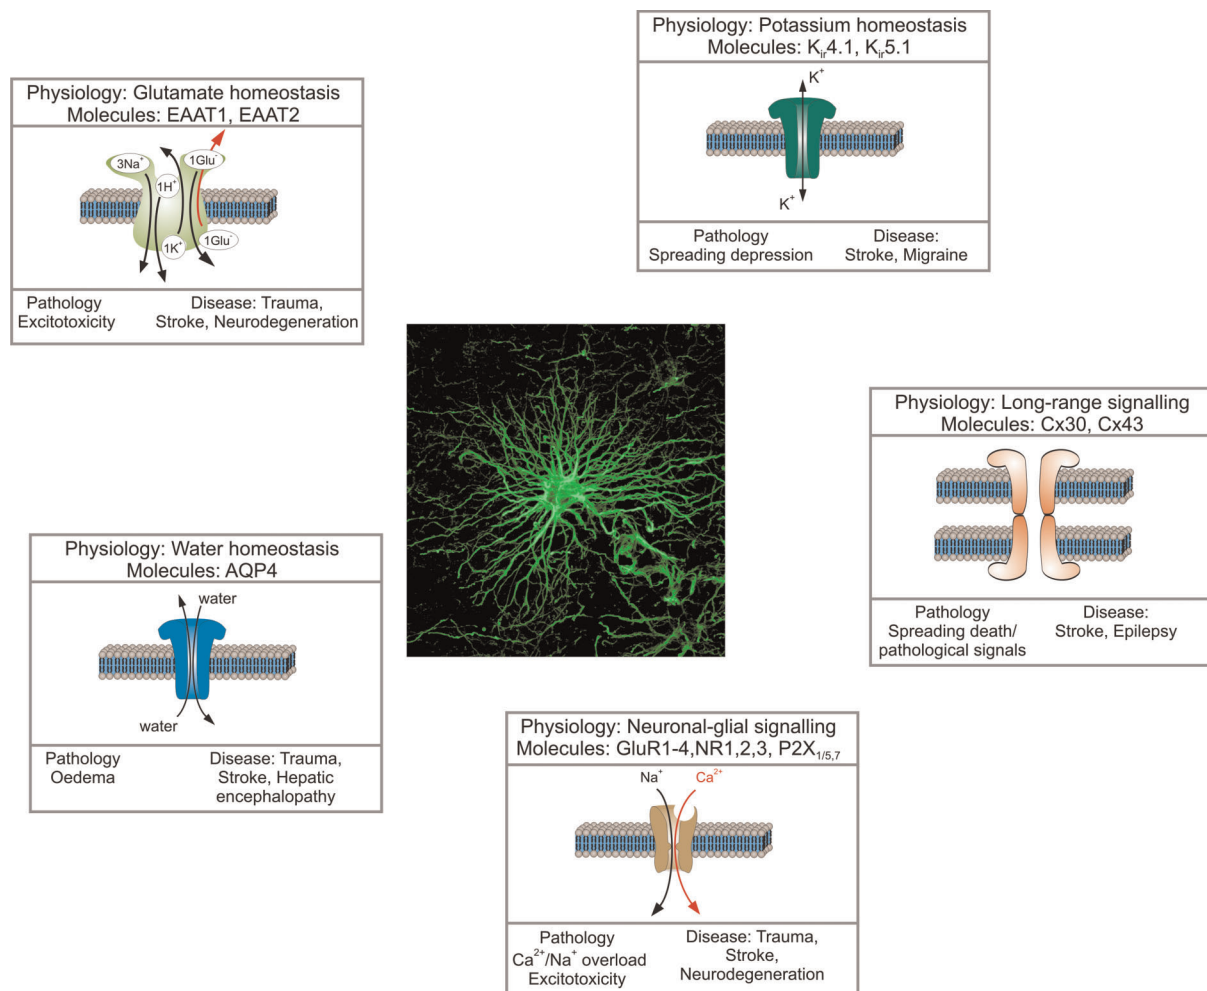 Physiology: Potassium homeostasis
Molecules: Kir4.1, Kir5.1
K+
K+
Pathology
Spreading depression
Disease:
Stroke, Migraine
Physiology: Glutamate homeostasis
Molecules: EAAT1, EAAT2
3Na+
1Glu-
1H+
1K+
1Glu-
Pathology
Excitotoxicity
Disease: Trauma,
Stroke, Neurodegeneration
Physiology: Long-range signalling
Molecules: Cx30, Cx43
Pathology
Spreading death/
pathological signals
Disease:
Stroke, Epilepsy
Physiology: Water homeostasis
Molecules: AQP4
water
water
Pathology
Oedema
Disease: Trauma,
Stroke, Hepatic
encephalopathy
Physiology: Neuronal-glial signalling
Molecules: GluR1-4,NR1,2,3, P2X1/5,7
Na+
Ca2+
Pathology
Ca2+/Na+ overload
Excitotoxicity
Disease: Trauma,
Stroke,
Neurodegeneration